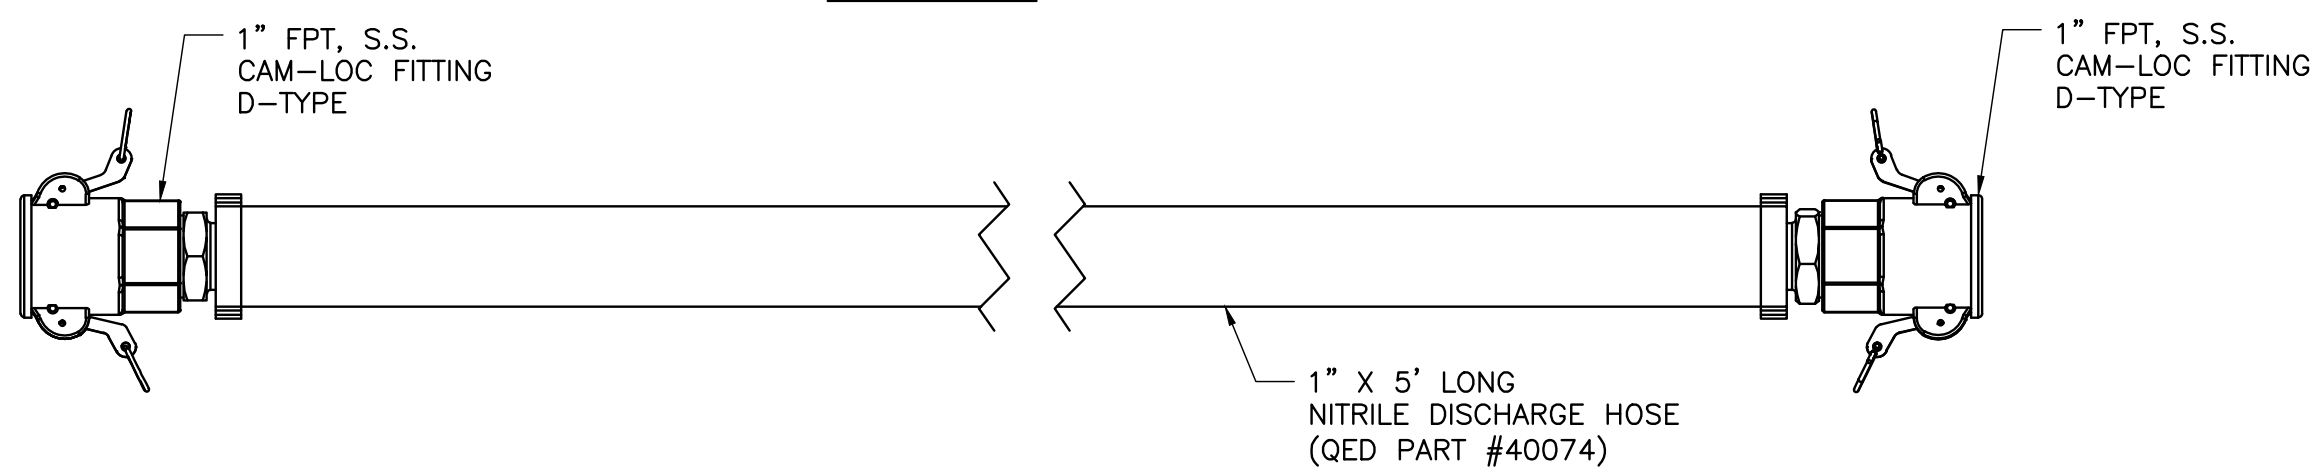 1" FPT, S.S.
CAM-LOC FITTING
D-TYPE
1" FPT, S.S.
CAM-LOC FITTING
D-TYPE
1" X 5' LONG
NITRILE DISCHARGE HOSE
(QED PART #40074)